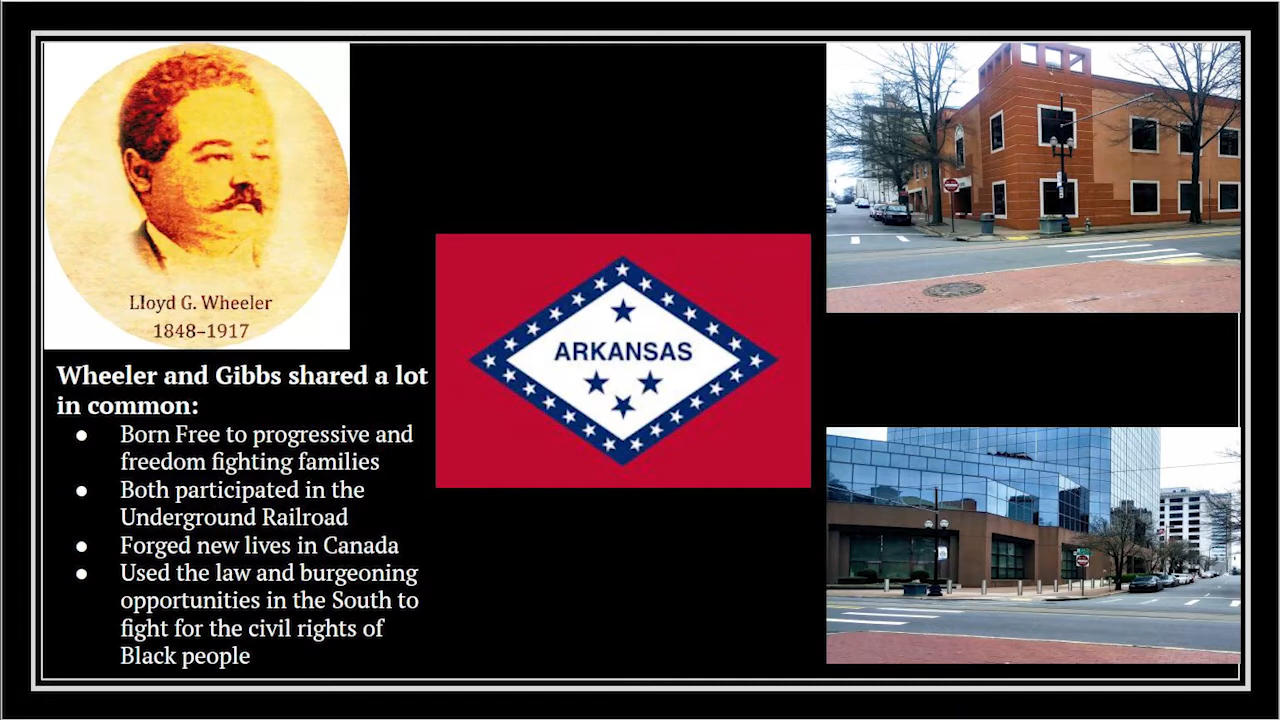 Lloyd G. Wheeler
1848–1917
Wheeler and Gibbs shared a lot
in common:
● Born Free to progressive and
freedom fighting families
● Both participated in the
Underground Railroad
● Forged new lives in Canada
● Used the law and burgeoning
opportunities in the South to
fight for the civil rights of
Black people
ARKANSAS